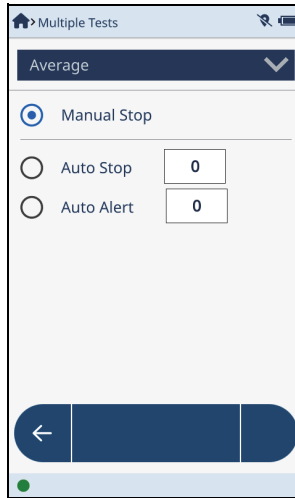 > Multiple Tests
Average
Manual Stop
Auto Stop 0
Auto Alert 0